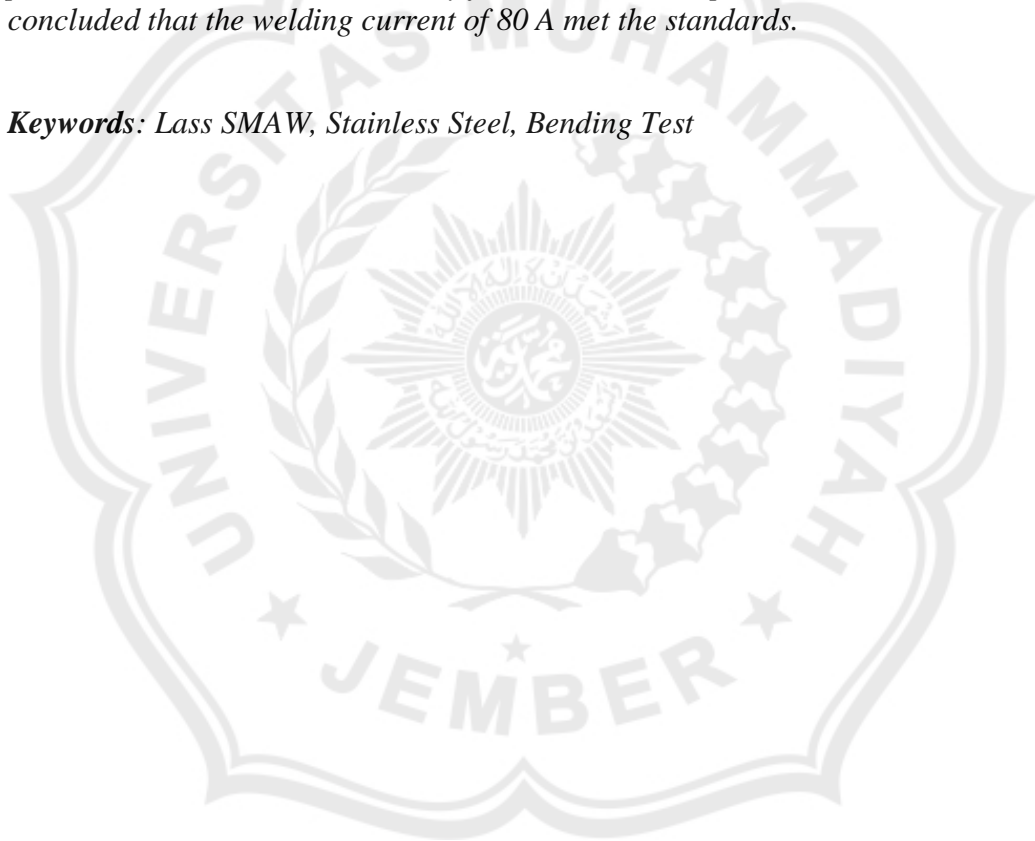 concluded that the welding current of 80 A met the standards.
Keywords: Lass SMAW, Stainless Steel, Bending Test
UNIVERSITAS MUHAMMADIYAH
JEMBER